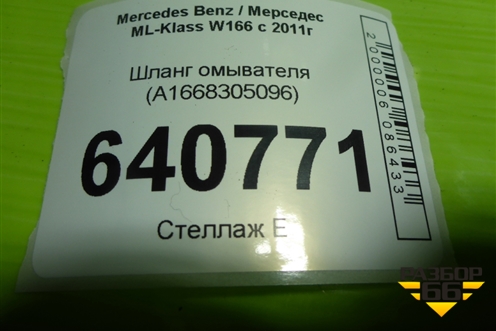 Mercedes Benz / Мерседес
ML-Klass W166 с 2011г
Шланг омывателя
(A1668305096)
640771
Стеллаж Е
2000006086433
РАЗБОР
66